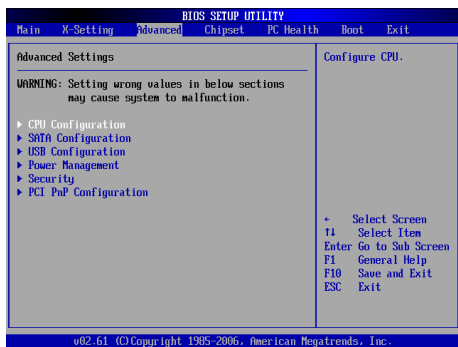 BIOS SETUP UTILITY
Main X-Setting Advanced Chipset PC Health Boot Exit
Advanced Settings
WARNING: Setting wrong values in below sections
may cause system to malfunction.
CPU Configuration
SATA Configuration
USB Configuration
Power Management
Security
PCI PnP Configuration
Configure CPU.
← Select Screen
↑↓ Select Item
Enter Go to Sub Screen
F1 General Help
F10 Save and Exit
ESC Exit
v02.61 (C)Copyright 1985-2006, American Megatrends, Inc.